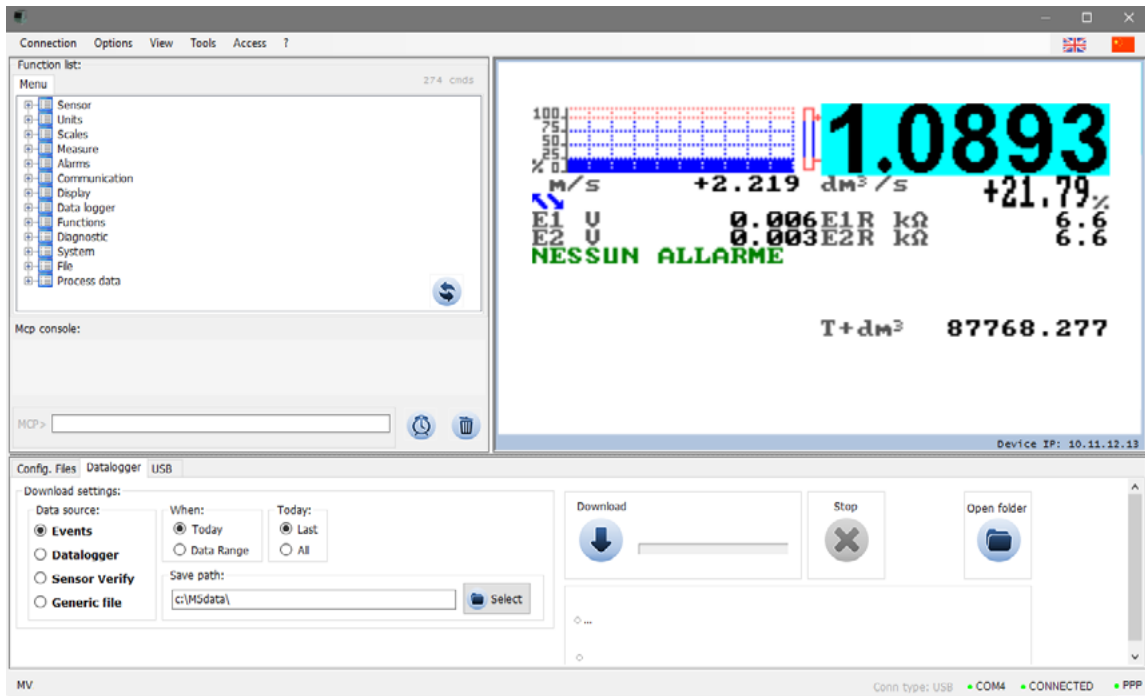 Connection Options View Tools Access ?
Function list:
Menu
274 cmds
Sensor
Units
Scales
Measure
Alarms
Communication
Display
Data logger
Functions
Diagnostic
System
File
Process data
Mcp console:
MCP>
100
75
50
25
% 0
1.0893
m/s +2.219 dm³/s +21.79%
E1 V 0.006 E1R kΩ 6.6
E2 V 0.003 E2R kΩ 6.6
NESSUN ALLARME
T+dm³ 87768.277
Device IP: 10.11.12.13
Config. Files Datalogger USB
Download settings:
Data source:
Events
Datalogger
Sensor Verify
Generic file
When:
Today
Data Range
Today:
Last
All
Save path:
c:\MSdata\
Select
Download
Stop
Open folder
...
MV
Conn type: USB COM4 CONNECTED PPP